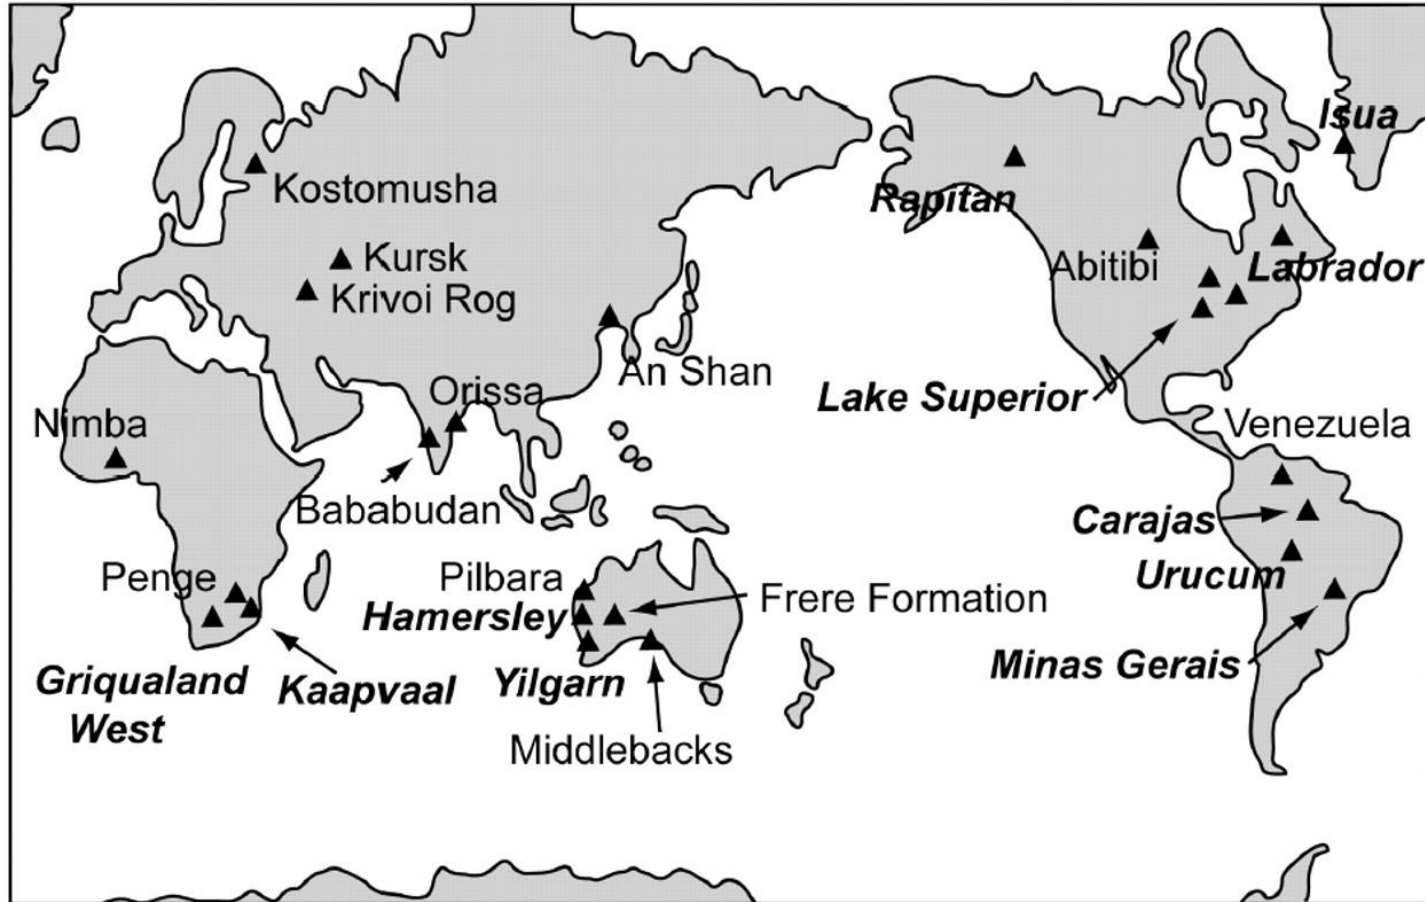 Isua
Kostomusha
Rapitan
Kursk
Abitibi
Labrador
Krivoi Rog
An Shan
Orissa
Lake Superior
Nimba
Venezuela
Bababudan
Carajas
Penge
Pilbara
Urucum
Hamersley
Frere Formation
Minas Gerais
Griqualand
West
Kaapvaal
Yilgarn
Middlebacks